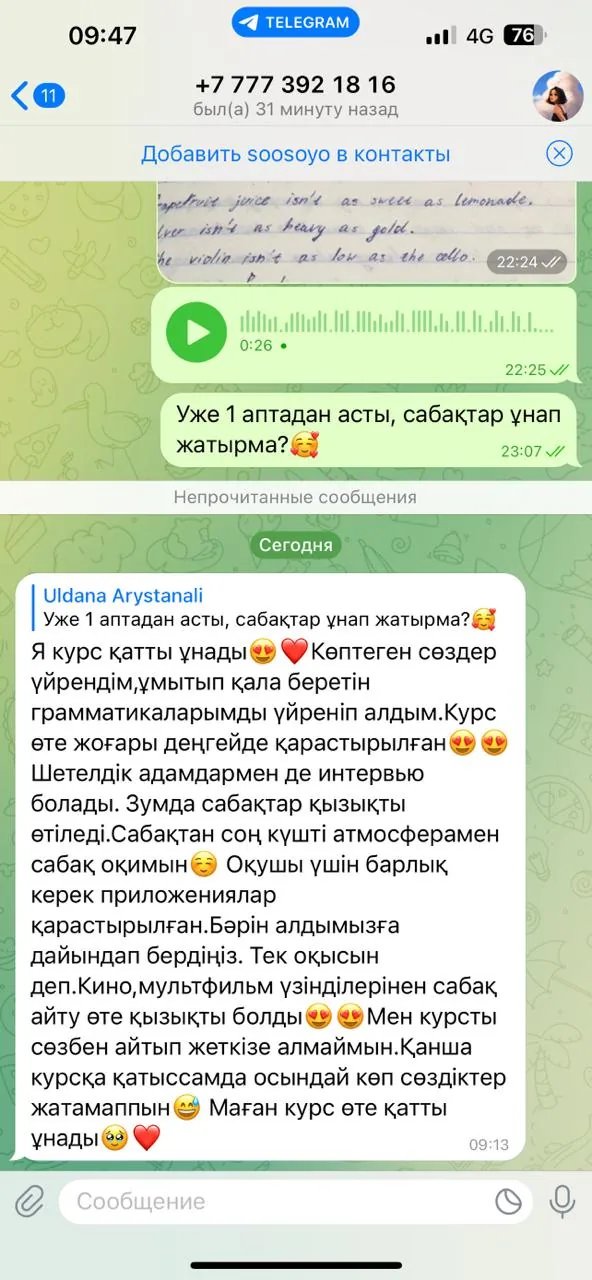 09:47
TELEGRAM
4G
76
11
+7 777 392 18 16
был(а) 31 минуту назад
Добавить soosoyo в контакты
juice isn't as sweet as lemonade.
isn't as heavy as gold.
he violin isn't as low as the cello.
22:24
0:26
22:25
Уже 1 аптадан асты, сабақтар ұнап
жатырма?🥰
23:07
Непрочитанные сообщения
Сегодня
Uldana Arystanali
Уже 1 аптадан асты, сабақтар ұнап жатырма?🥰
Я курс қатты ұнады😍❤️Көптеген сөздер
үйрендім,ұмытып қала беретін
грамматикаларымды үйреніп алдым.Курс
өте жоғары деңгейде қарастырылған😍😍
Шетелдік адамдармен де интервью
болады. Зумда сабақтар қызықты
өтіледі.Сабақтан соң күшті атмосферамен
сабақ оқимын☺️ Оқушы үшін барлық
керек приложениялар
қарастырылған.Бәрін алдымызға
дайындап бердіңіз. Тек оқысын
деп.Кино,мультфильм үзінділерінен сабақ
айту өте қызықты болды😍😍Мен курсты
сөзбен айтып жеткізе алмаймын.Қанша
курсқа қатыссамда осындай көп сөздіктер
жатамаппын😅 Маған курс өте қатты
ұнады🥹❤️
09:13
Сообщение